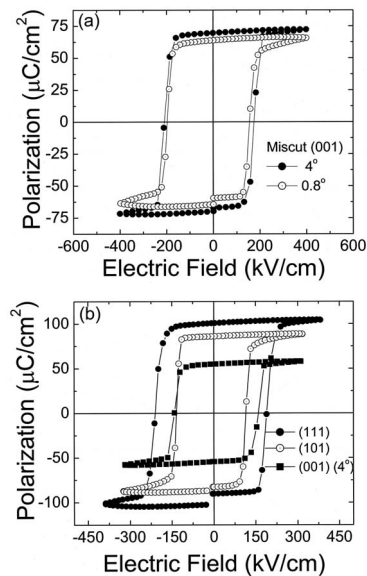 (a)
Polarization (μC/cm²)
75
50
25
0
-25
-50
-75
Miscut (001)
4°
0.8°
-600 -400 -200 0 200 400 600
Electric Field (kV/cm)
(b)
Polarization (μC/cm²)
100
50
0
-50
-100
(111)
(101)
(001) (4°)
-450 -300 -150 0 150 300 450
Electric Field (kV/cm)